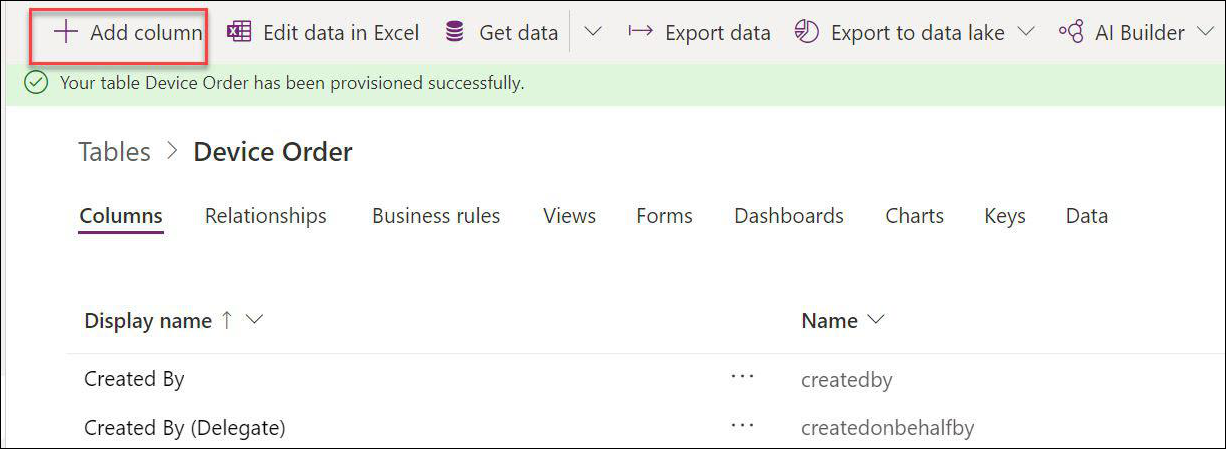 Add column Edit data in Excel Get data Export data Export to data lake AI Builder
Your table Device Order has been provisioned successfully.
Tables > Device Order
Columns Relationships Business rules Views Forms Dashboards Charts Keys Data
Display name ↑ Name
Created By ... createdby
Created By (Delegate) ... createdonbehalfby